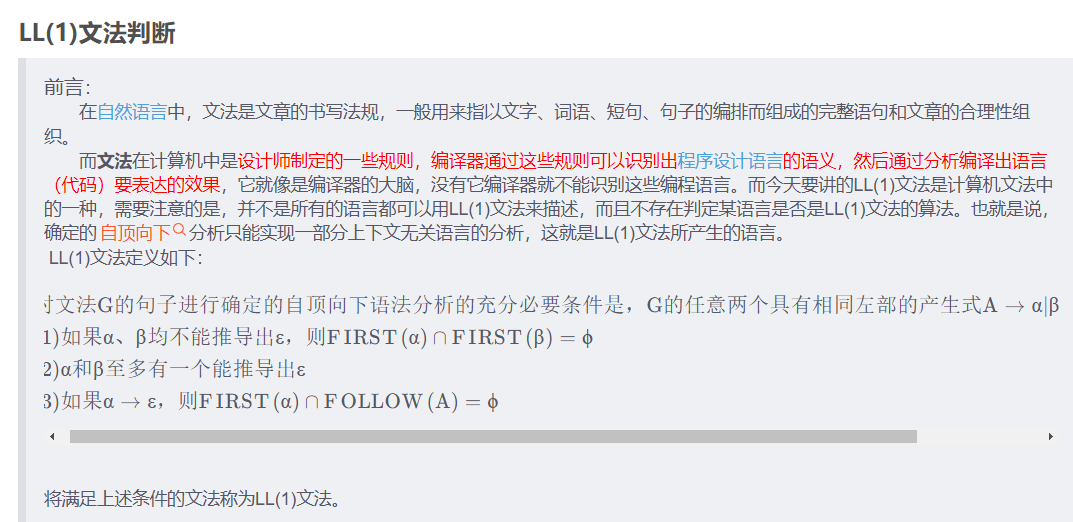 LL(1)文法判断
前言：
在自然语言中，文法是文章的书写法规，一般用来指以文字、词语、短句、句子的编排而组成的完整语句和文章的合理性组
织。
而文法在计算机中是设计师制定的一些规则，编译器通过这些规则可以识别出程序设计语言的语义，然后通过分析编译出语言
（代码）要表达的效果，它就像是编译器的大脑，没有它编译器就不能识别这些编程语言。而今天要讲的LL(1)文法是计算机文法中
的一种，需要注意的是，并不是所有的语言都可以用LL(1)文法来描述，而且不存在判定某语言是否是LL(1)文法的算法。也就是说，
确定的自顶向下分析只能实现一部分上下文无关语言的分析，这就是LL(1)文法所产生的语言。
LL(1)文法定义如下：
对文法G的句子进行确定的自顶向下语法分析的充分必要条件是，G的任意两个具有相同左部的产生式A → α|β
1)如果α、β均不能推导出ε，则FIRST(α) ∩ FIRST(β) = ϕ
2)α和β至多有一个能推导出ε
3)如果α → ε，则FIRST(α) ∩ FOLLOW(A) = ϕ
将满足上述条件的文法称为LL(1)文法。